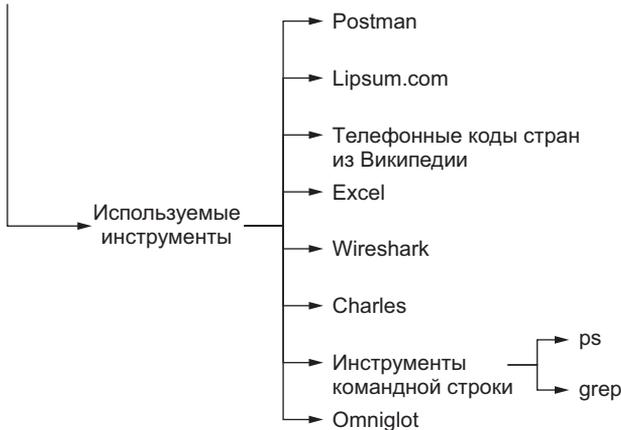 Postman
Lipsum.com
Телефонные коды стран
из Википедии
Excel
Используемые
инструменты
Wireshark
Charles
Инструменты
командной строки
ps
grep
Omniglot